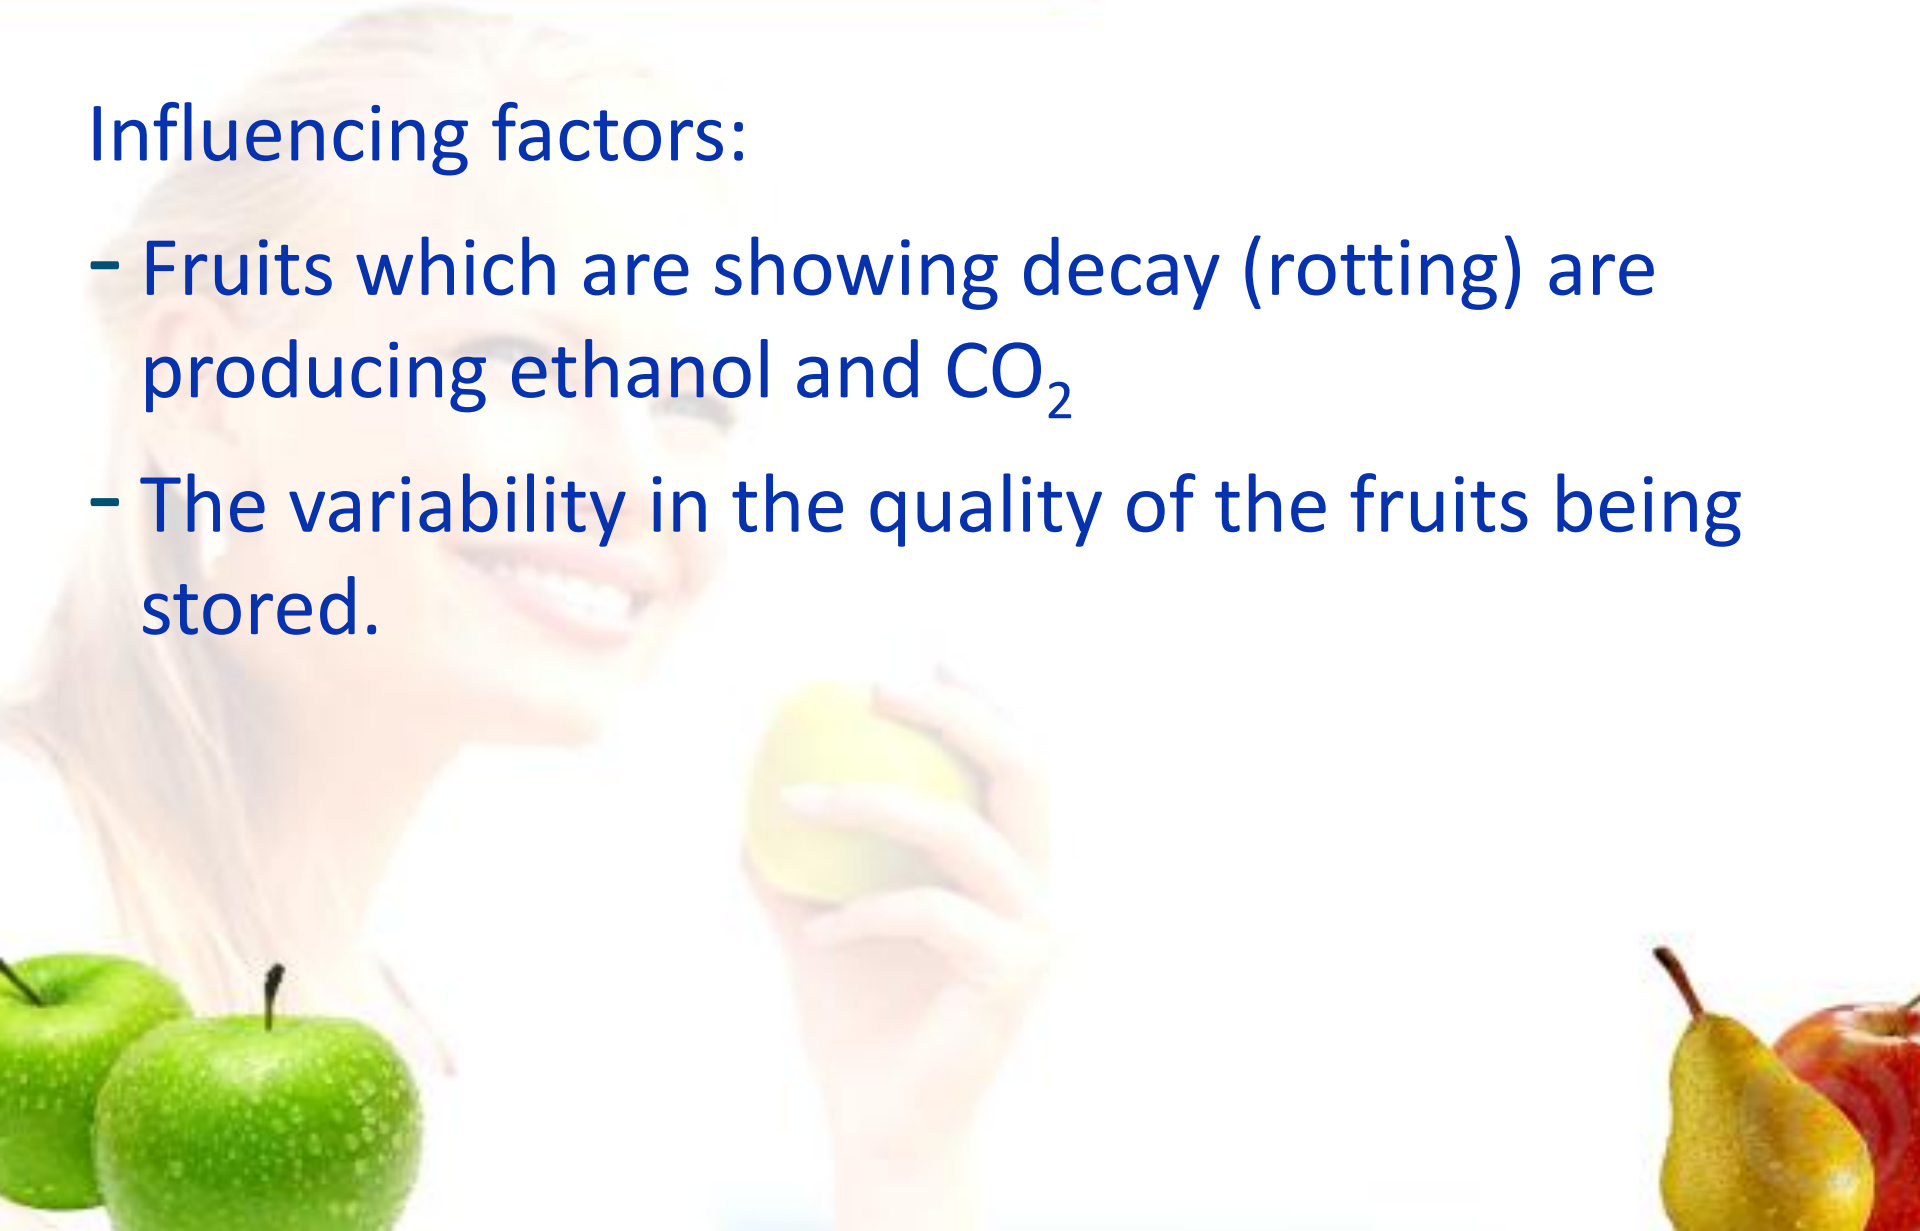 Influencing factors:
- Fruits which are showing decay (rotting) are
producing ethanol and CO₂
- The variability in the quality of the fruits being
stored.